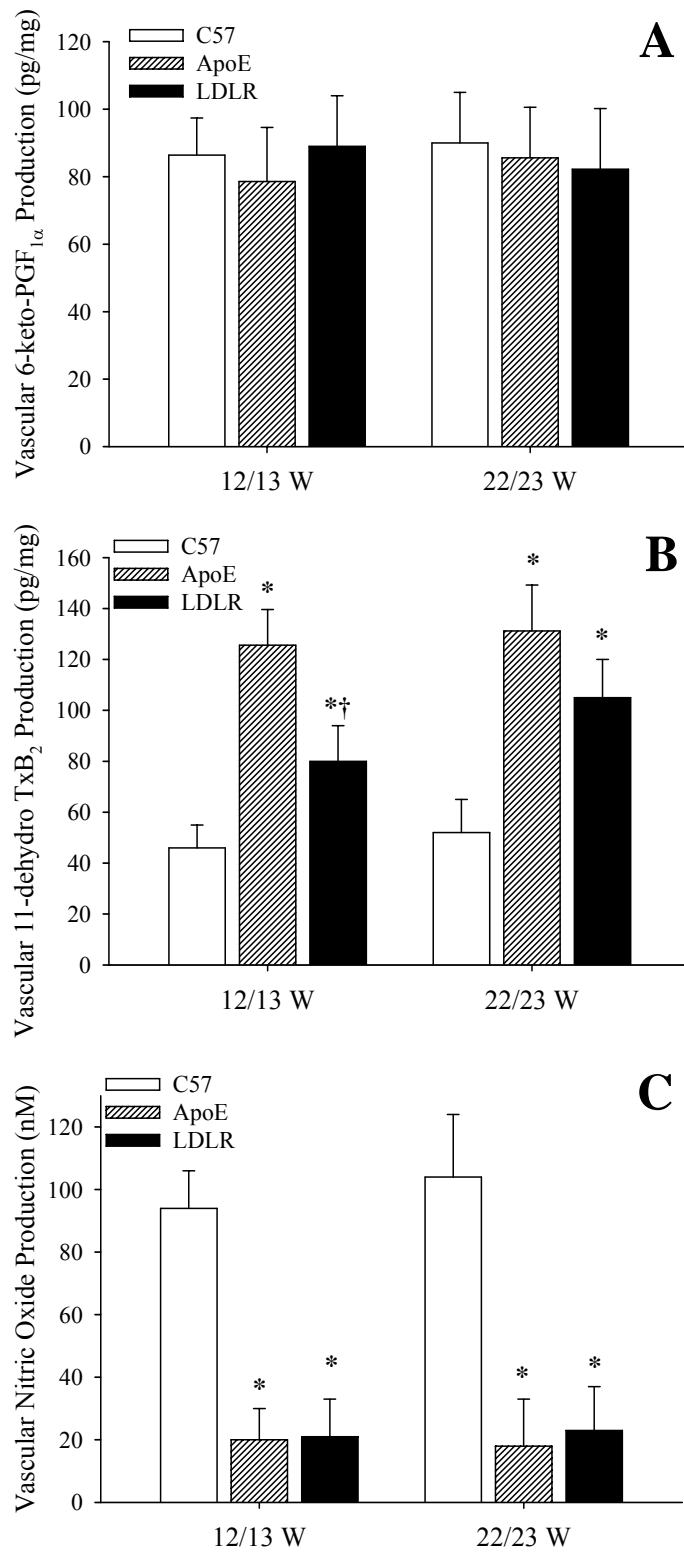 A
Vascular 6-keto-PGF1α Production (pg/mg)
C57
ApoE
LDLR
120
100
80
60
40
20
0
12/13 W
22/23 W
B
Vascular 11-dehydro TxB2 Production (pg/mg)
C57
ApoE
LDLR
160
140
120
100
80
60
40
20
0
*
*†
*
*
12/13 W
22/23 W
C
Vascular Nitric Oxide Production (nM)
C57
ApoE
LDLR
120
100
80
60
40
20
0
*
*
*
*
12/13 W
22/23 W